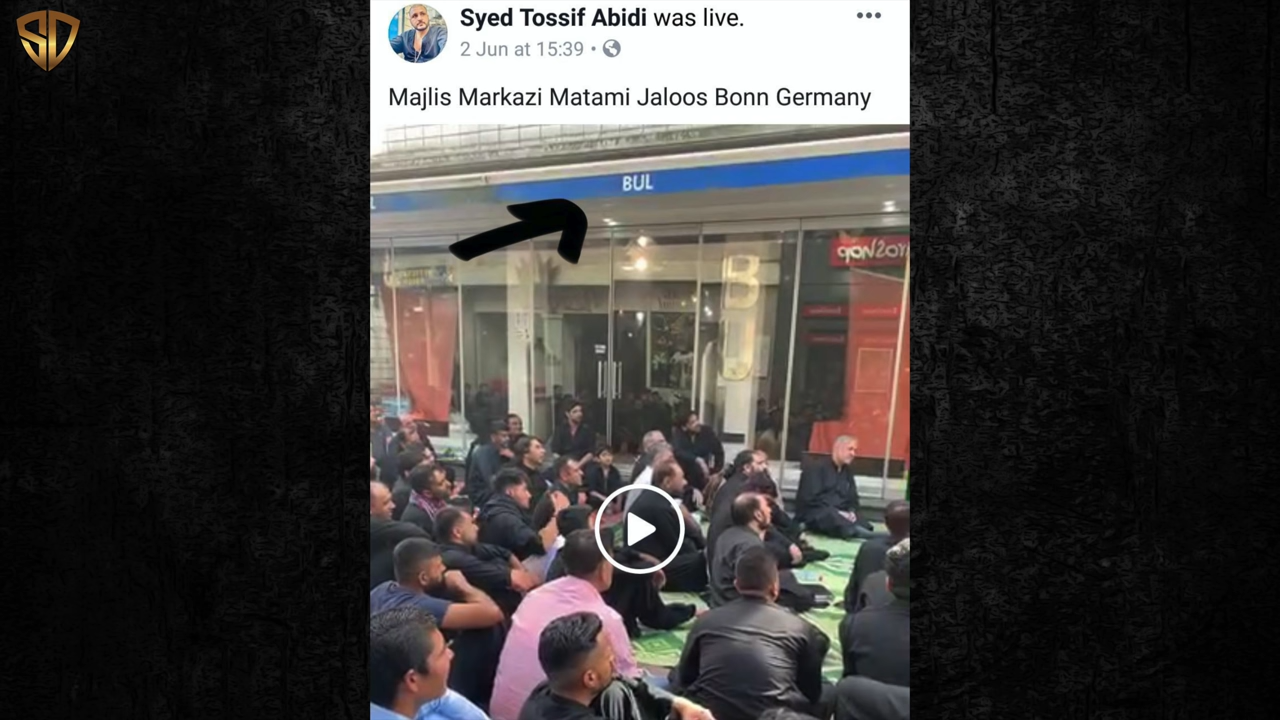 SD
Syed Tossif Abidi was live.
2 Jun at 15:39 •
Majlis Markazi Matami Jaloos Bonn Germany
BUL
B